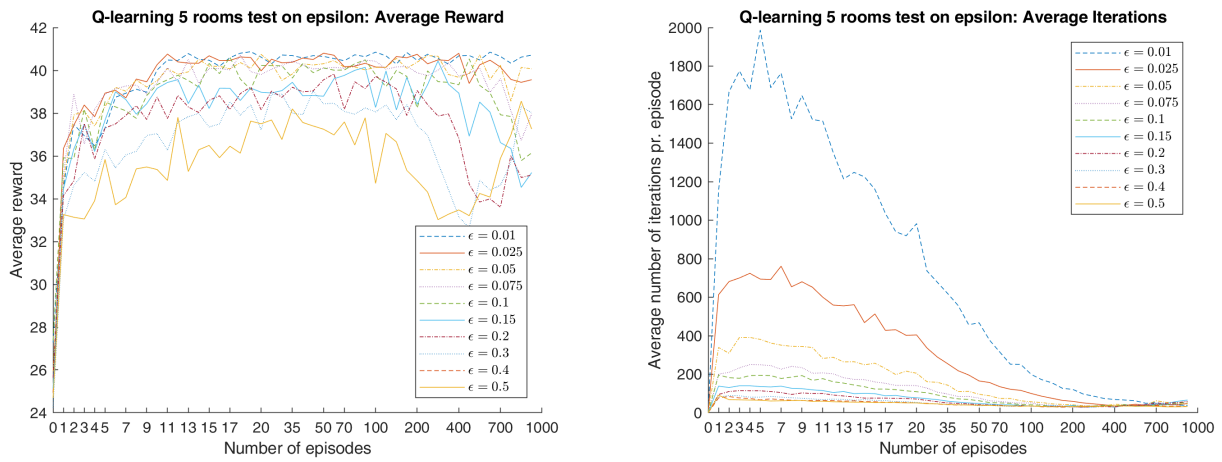 Q-learning 5 rooms test on epsilon: Average Reward
42
40
38
36
34
32
30
28
26
24
Average reward
0 1 2 3 4 5 7 9 11 13 15 17 20 35 50 70 100 200 400 700 1000
Number of episodes
ϵ = 0.01
ϵ = 0.025
ϵ = 0.05
ϵ = 0.075
ϵ = 0.1
ϵ = 0.15
ϵ = 0.2
ϵ = 0.3
ϵ = 0.4
ϵ = 0.5
Q-learning 5 rooms test on epsilon: Average Iterations
2000
1800
1600
1400
1200
1000
800
600
400
200
0
Average number of iterations pr. episode
0 1 2 3 4 5 7 9 11 13 15 17 20 35 50 70 100 200 400 700 1000
Number of episodes
ϵ = 0.01
ϵ = 0.025
ϵ = 0.05
ϵ = 0.075
ϵ = 0.1
ϵ = 0.15
ϵ = 0.2
ϵ = 0.3
ϵ = 0.4
ϵ = 0.5